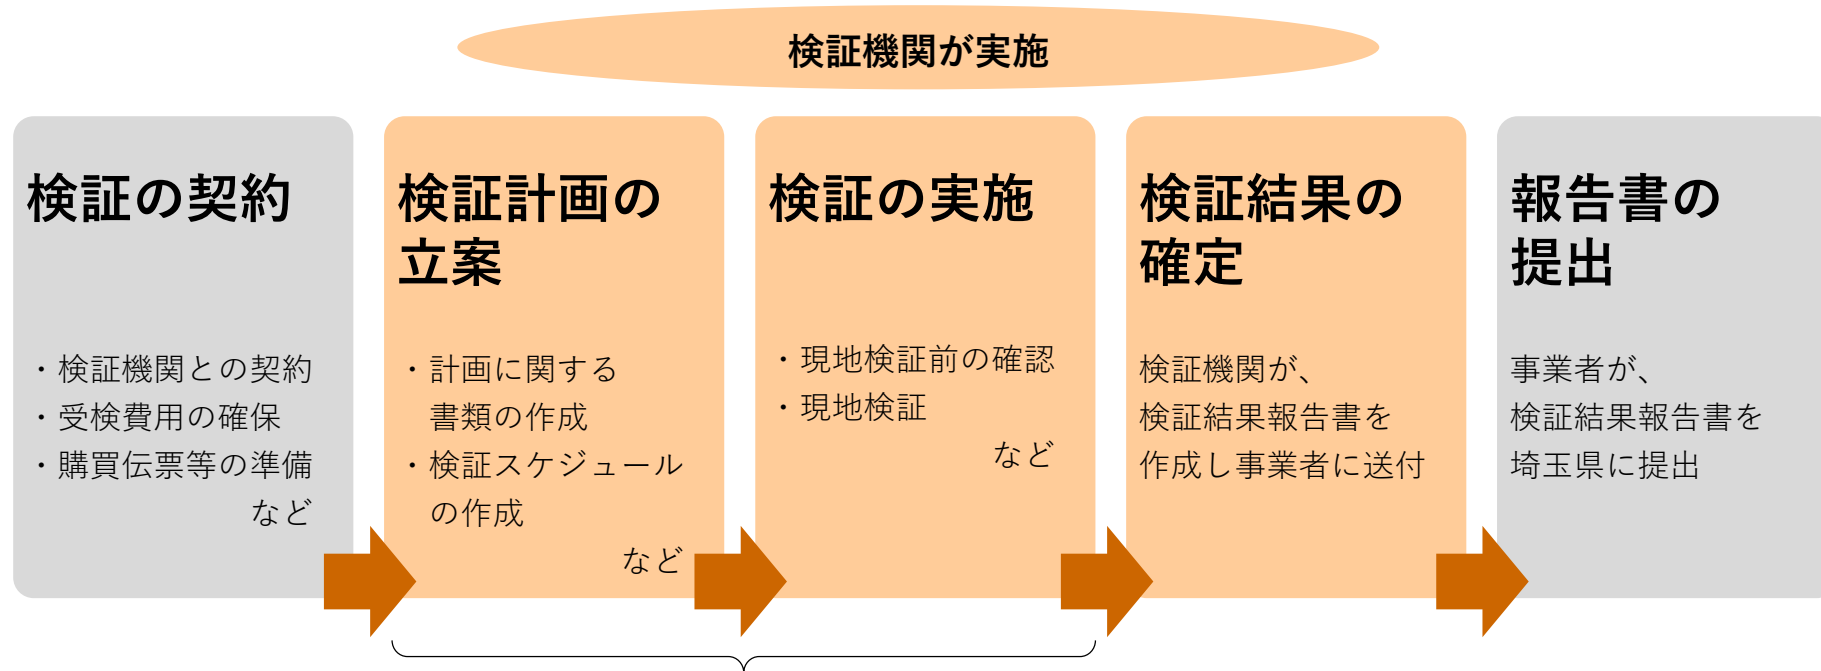 検証機関が実施
検証の契約
・検証機関との契約
・受検費用の確保
・購買伝票等の準備
など
検証計画の
立案
・計画に関する
書類の作成
・検証スケジュール
の作成
など
検証の実施
・現地検証前の確認
・現地検証
など
検証結果の
確定
検証機関が、
検証結果報告書を
作成し事業者に送付
報告書の
提出
事業者が、
検証結果報告書を
埼玉県に提出